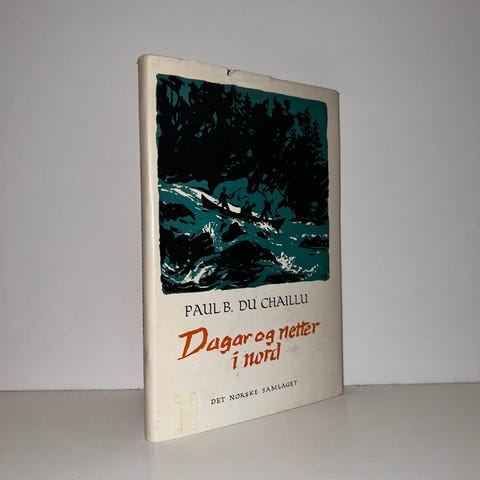 PAUL B. DU CHAILLU
Dagar og netter
i nord
DET NORSKE SAMLAGET